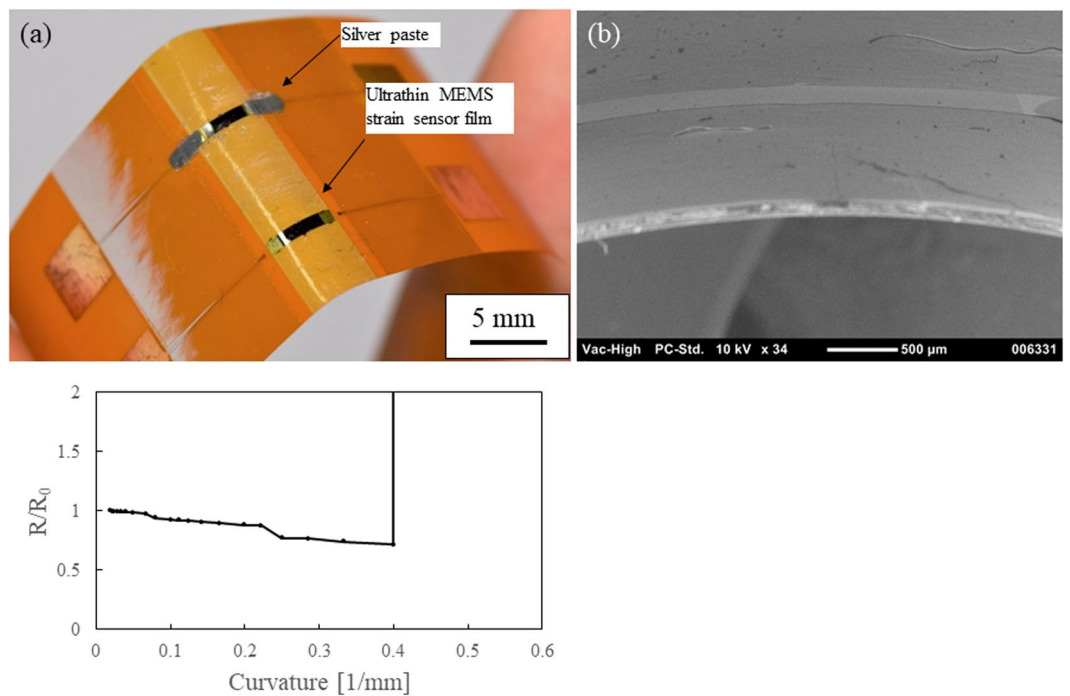 (a)
Silver paste
Ultrathin MEMS
strain sensor film
5 mm
(b)
Vac-High PC-Std. 10 kV x 34 500 µm 006331
2
1.5
1
0.5
0
R/R₀
0 0.1 0.2 0.3 0.4 0.5 0.6
Curvature [1/mm]